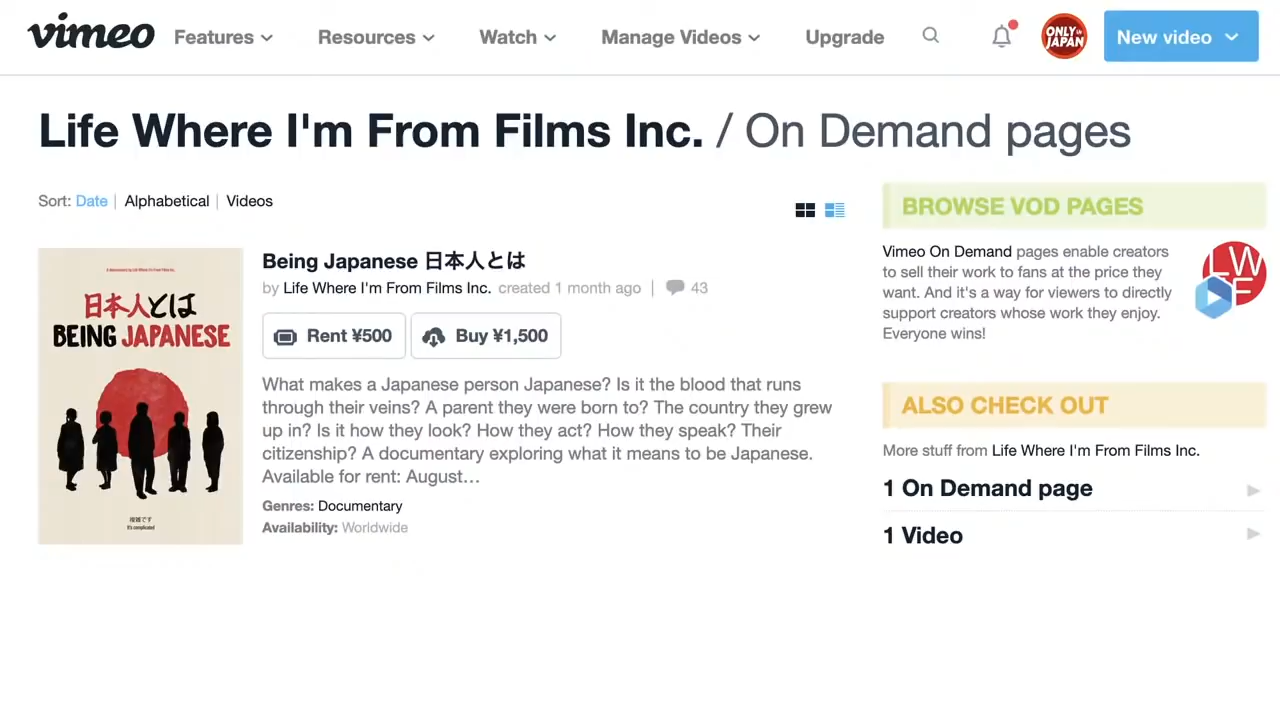 vimeo Features Resources Watch Manage Videos Upgrade ONLY in JAPAN New video
Life Where I'm From Films Inc. / On Demand pages
Sort: Date | Alphabetical | Videos
日本人とは
BEING JAPANESE
複雑です
It's complicated
Being Japanese 日本人とは
by Life Where I'm From Films Inc. created 1 month ago | 43
Rent ¥500 Buy ¥1,500
What makes a Japanese person Japanese? Is it the blood that runs
through their veins? A parent they were born to? The country they grew
up in? Is it how they look? How they act? How they speak? Their
citizenship? A documentary exploring what it means to be Japanese.
Available for rent: August…
Genres: Documentary
Availability: Worldwide
BROWSE VOD PAGES
Vimeo On Demand pages enable creators
to sell their work to fans at the price they
want. And it's a way for viewers to directly
support creators whose work they enjoy.
Everyone wins!
LW
F
ALSO CHECK OUT
More stuff from Life Where I'm From Films Inc.
1 On Demand page
1 Video